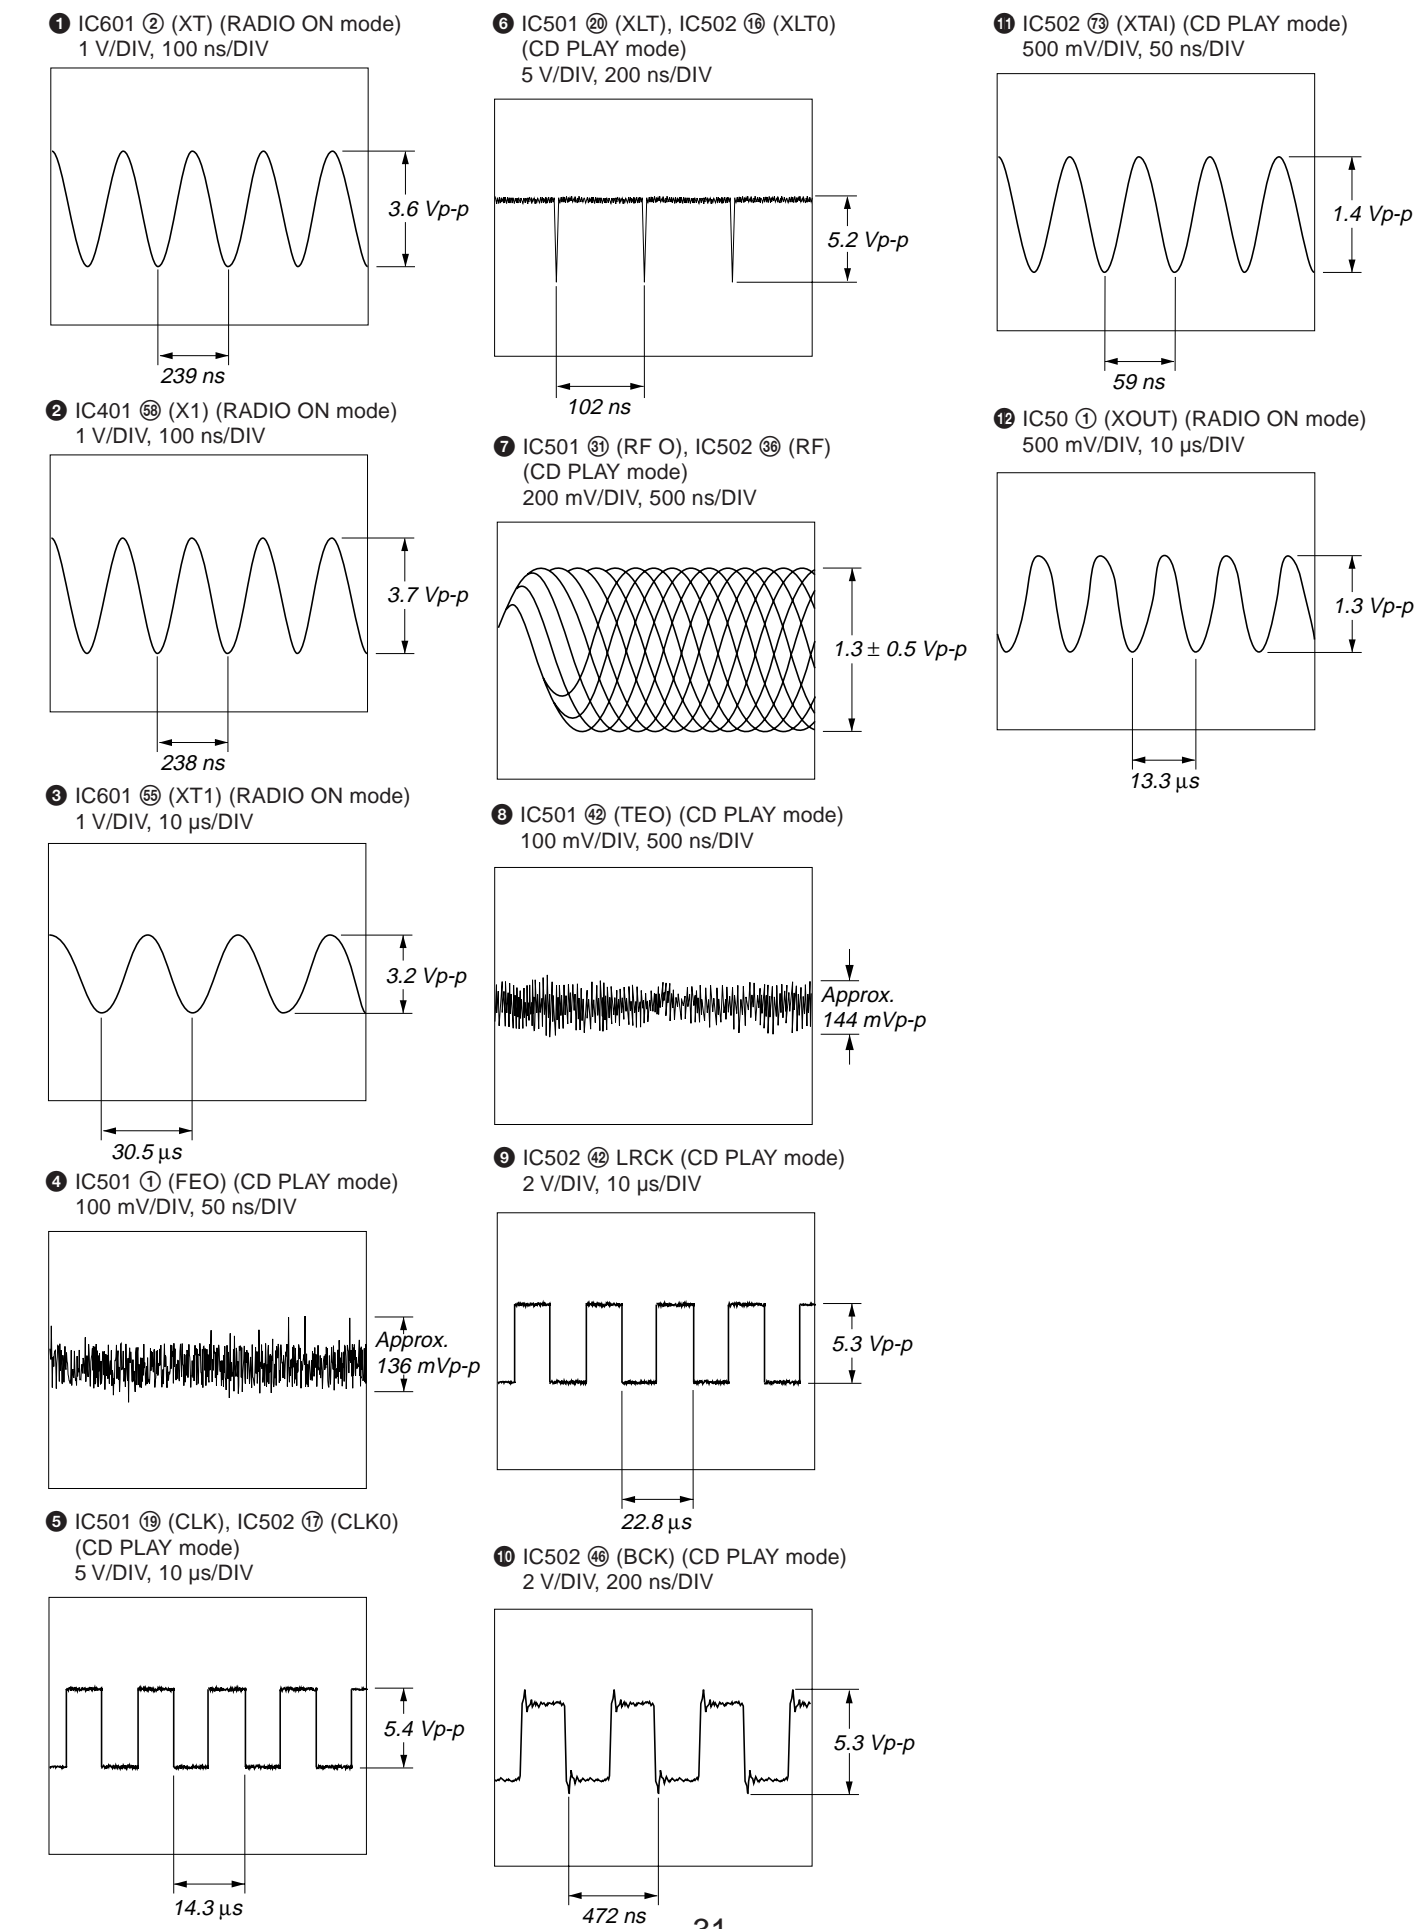 ❶ IC601 ② (XT) (RADIO ON mode)
1 V/DIV, 100 ns/DIV
3.6 Vp-p
239 ns
❷ IC401 58 (X1) (RADIO ON mode)
1 V/DIV, 100 ns/DIV
3.7 Vp-p
238 ns
❸ IC601 55 (XT1) (RADIO ON mode)
1 V/DIV, 10 µs/DIV
3.2 Vp-p
30.5 µs
❹ IC501 ① (FEO) (CD PLAY mode)
100 mV/DIV, 50 ns/DIV
Approx.
136 mVp-p
❺ IC501 ⑲ (CLK), IC502 ⑰ (CLK0)
(CD PLAY mode)
5 V/DIV, 10 µs/DIV
5.4 Vp-p
14.3 µs
❻ IC501 ⑳ (XLT), IC502 ⑯ (XLT0)
(CD PLAY mode)
5 V/DIV, 200 ns/DIV
5.2 Vp-p
102 ns
❼ IC501 ㉛ (RF O), IC502 ㊱ (RF)
(CD PLAY mode)
200 mV/DIV, 500 ns/DIV
1.3 ± 0.5 Vp-p
❽ IC501 ㊷ (TEO) (CD PLAY mode)
100 mV/DIV, 500 ns/DIV
Approx.
144 mVp-p
❾ IC502 ㊷ LRCK (CD PLAY mode)
2 V/DIV, 10 µs/DIV
5.3 Vp-p
22.8 µs
❿ IC502 ㊻ (BCK) (CD PLAY mode)
2 V/DIV, 200 ns/DIV
5.3 Vp-p
472 ns
⓫ IC502 73 (XTAI) (CD PLAY mode)
500 mV/DIV, 50 ns/DIV
1.4 Vp-p
59 ns
⓬ IC50 ① (XOUT) (RADIO ON mode)
500 mV/DIV, 10 µs/DIV
1.3 Vp-p
13.3 µs